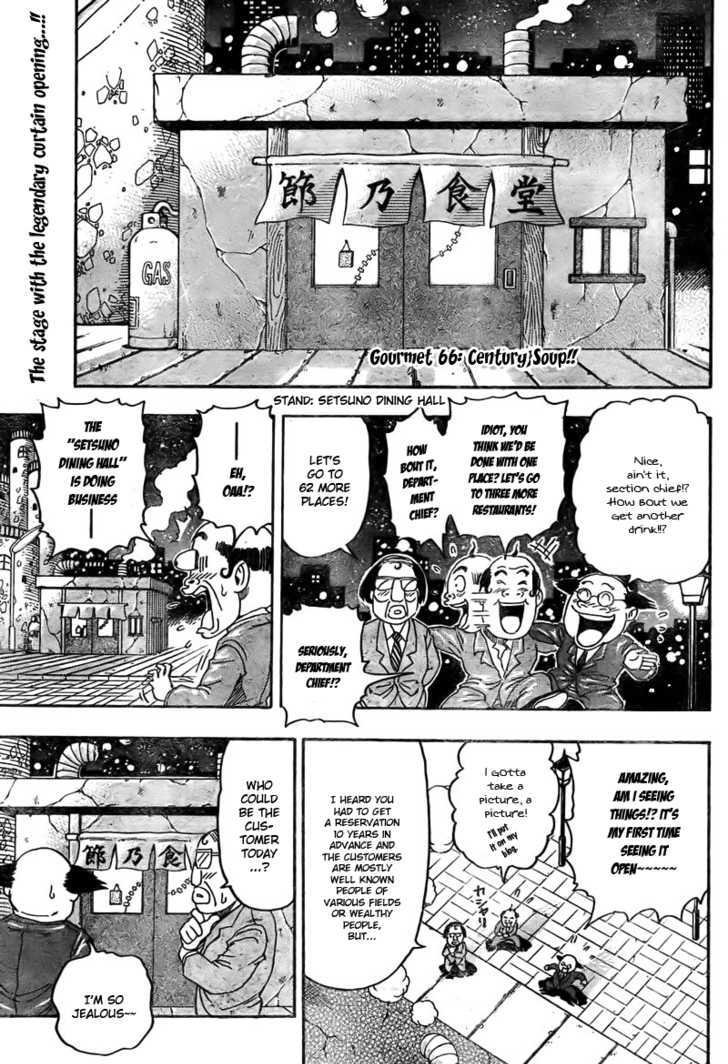 The stage with the legendary curtain opening...!!
節乃食堂
GAS
Gourmet 66: Century Soup!!
STAND: SETSUNO DINING HALL
Nice,
ain't it,
section chief!?
How Bout we
get another
drink!!?
IDIOT, YOU
THINK WE'D BE
DONE WITH ONE
PLACE? LET'S GO
TO THREE MORE
RESTAURANTS!
HOW
BOUT IT,
DEPART-
MENT
CHIEF?
LET'S
GO TO
62 MORE
PLACES!
SERIOUSLY,
DEPARTMENT
CHIEF!?
—
EH,
OAA!?
THE
"SETSUNO
DINING HALL"
IS DOING
BUSINESS
—
AMAZING,
AM I SEEING
THINGS!? IT'S
MY FIRST TIME
SEEING IT
OPEN~~~~~
I Gotta
take a
picture, a
picture!
I'll put
it on my
blog.
カシャリ
I HEARD YOU
HAD TO GET
A RESERVATION
10 YEARS IN
ADVANCE AND
THE CUSTOMERS
ARE MOSTLY
WELL KNOWN
PEOPLE OF
VARIOUS FIELDS
OR WEALTHY
PEOPLE,
BUT...
WHO
COULD
BE THE
CUS-
TOMER
TODAY
...?
節乃食
I'M SO
JEALOUS~~